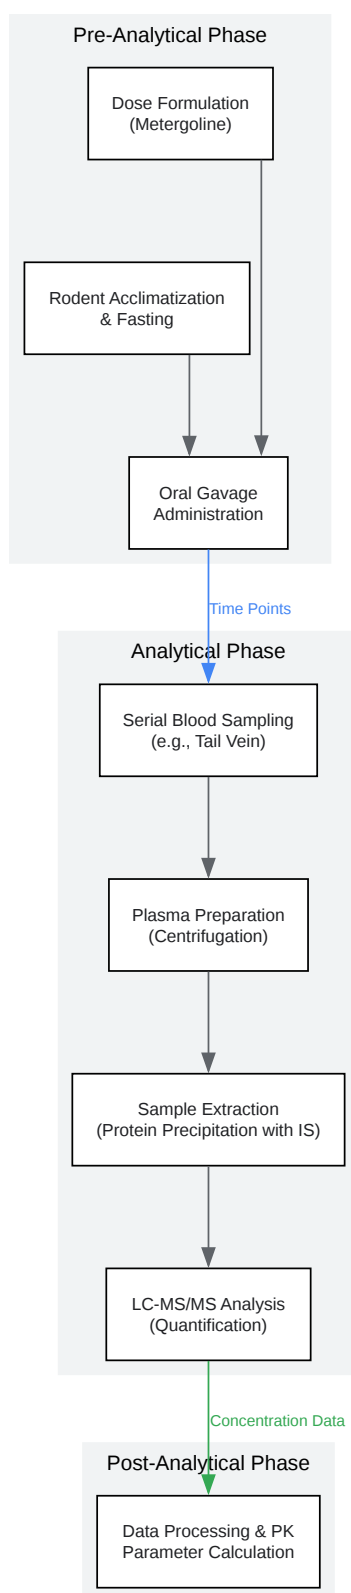 Pre-Analytical Phase
Dose Formulation
(Metergoline)
Rodent Acclimatization
& Fasting
Oral Gavage
Administration
Time Points
Analytical Phase
Serial Blood Sampling
(e.g., Tail Vein)
Plasma Preparation
(Centrifugation)
Sample Extraction
(Protein Precipitation with IS)
LC-MS/MS Analysis
(Quantification)
Concentration Data
Post-Analytical Phase
Data Processing & PK
Parameter Calculation